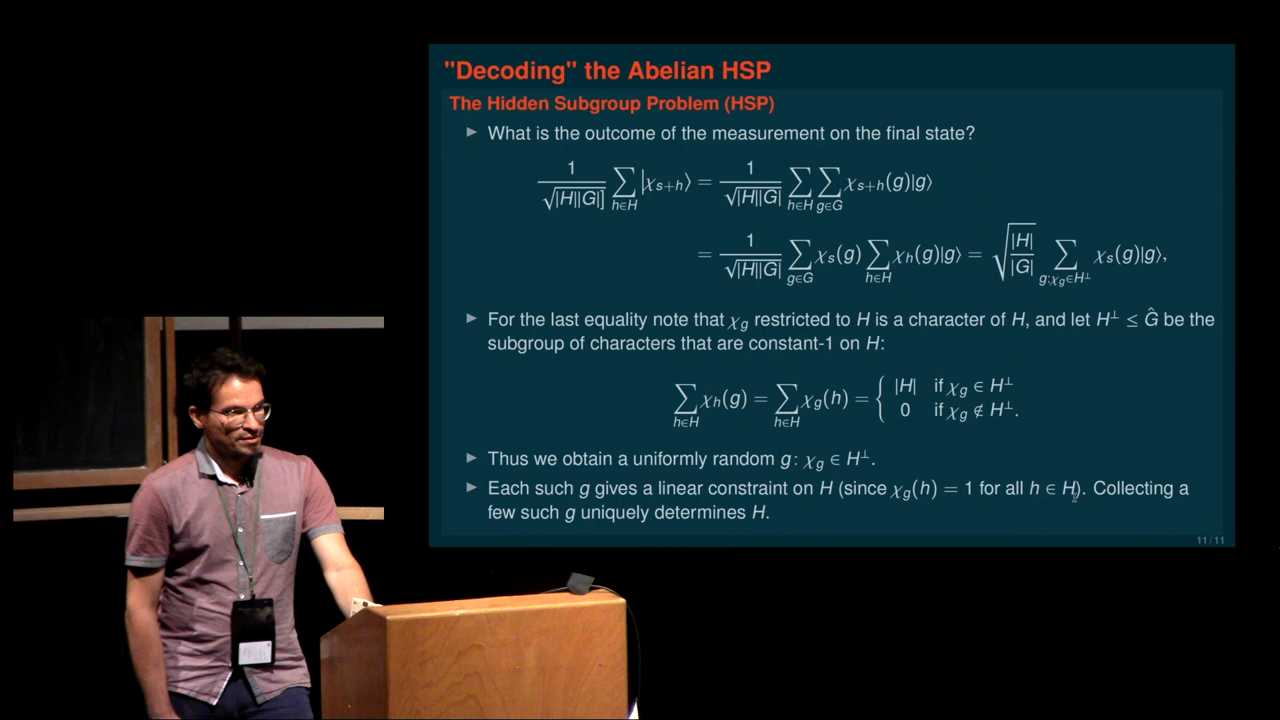 "Decoding" the Abelian HSP
The Hidden Subgroup Problem (HSP)
▶ What is the outcome of the measurement on the final state?
1/√|H||G| ∑_{h∈H} |χ_{s+h}⟩ = 1/√|H||G| ∑_{h∈H} ∑_{g∈G} χ_{s+h}(g)|g⟩
= 1/√|H||G| ∑_{g∈G} χ_s(g) ∑_{h∈H} χ_h(g)|g⟩ = √(|H|/|G|) ∑_{g:χ_g∈H^⊥} χ_s(g)|g⟩,
▶ For the last equality note that χ_g restricted to H is a character of H, and let H^⊥ ≤ Ĝ be the
subgroup of characters that are constant-1 on H:
∑_{h∈H} χ_h(g) = ∑_{h∈H} χ_g(h) = { |H| if χ_g ∈ H^⊥
0 if χ_g ∉ H^⊥.
▶ Thus we obtain a uniformly random g: χ_g ∈ H^⊥.
▶ Each such g gives a linear constraint on H (since χ_g(h) = 1 for all h ∈ H). Collecting a
few such g uniquely determines H.
11/11